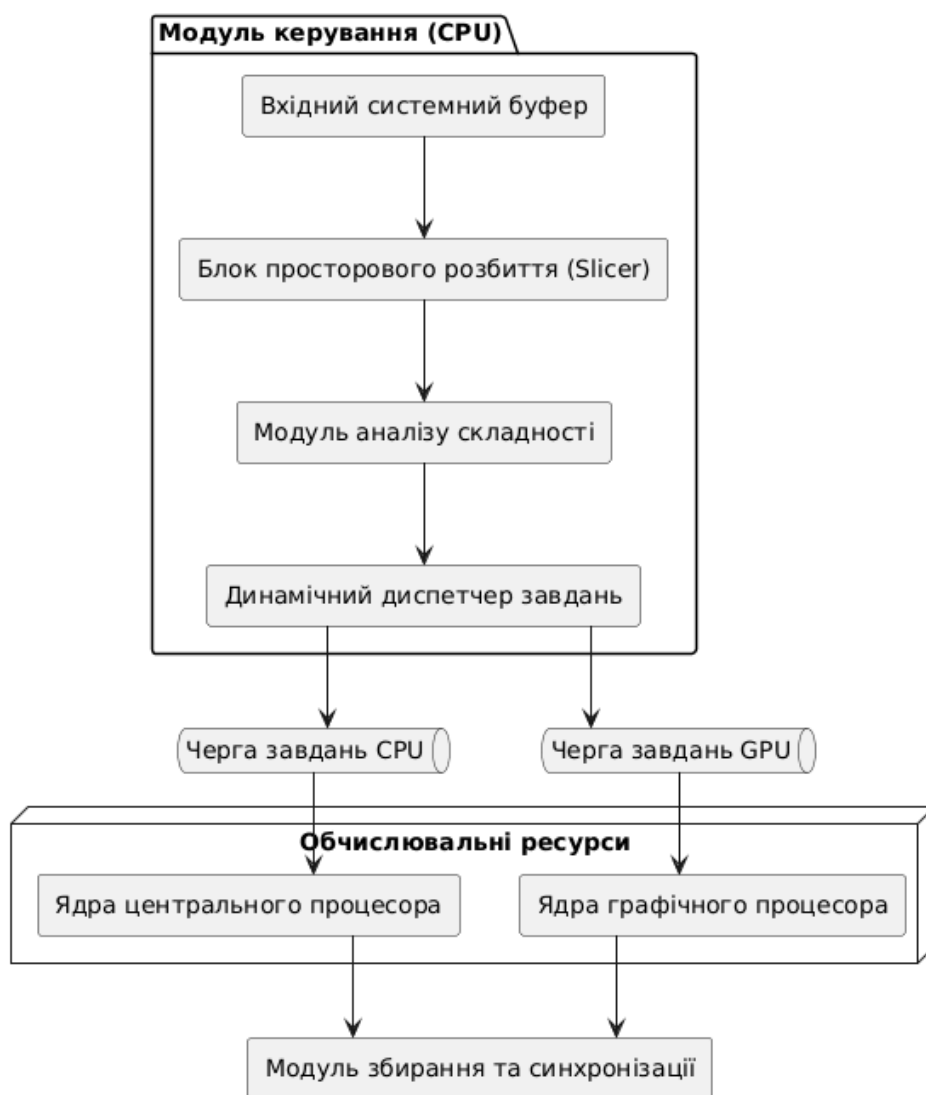 Модуль керування (CPU)
Вхідний системний буфер
Блок просторового розбиття (Slicer)
Модуль аналізу складності
Динамічний диспетчер завдань
Черга завдань CPU
Черга завдань GPU
Обчислювальні ресурси
Ядра центрального процесора
Ядра графічного процесора
Модуль збирання та синхронізації